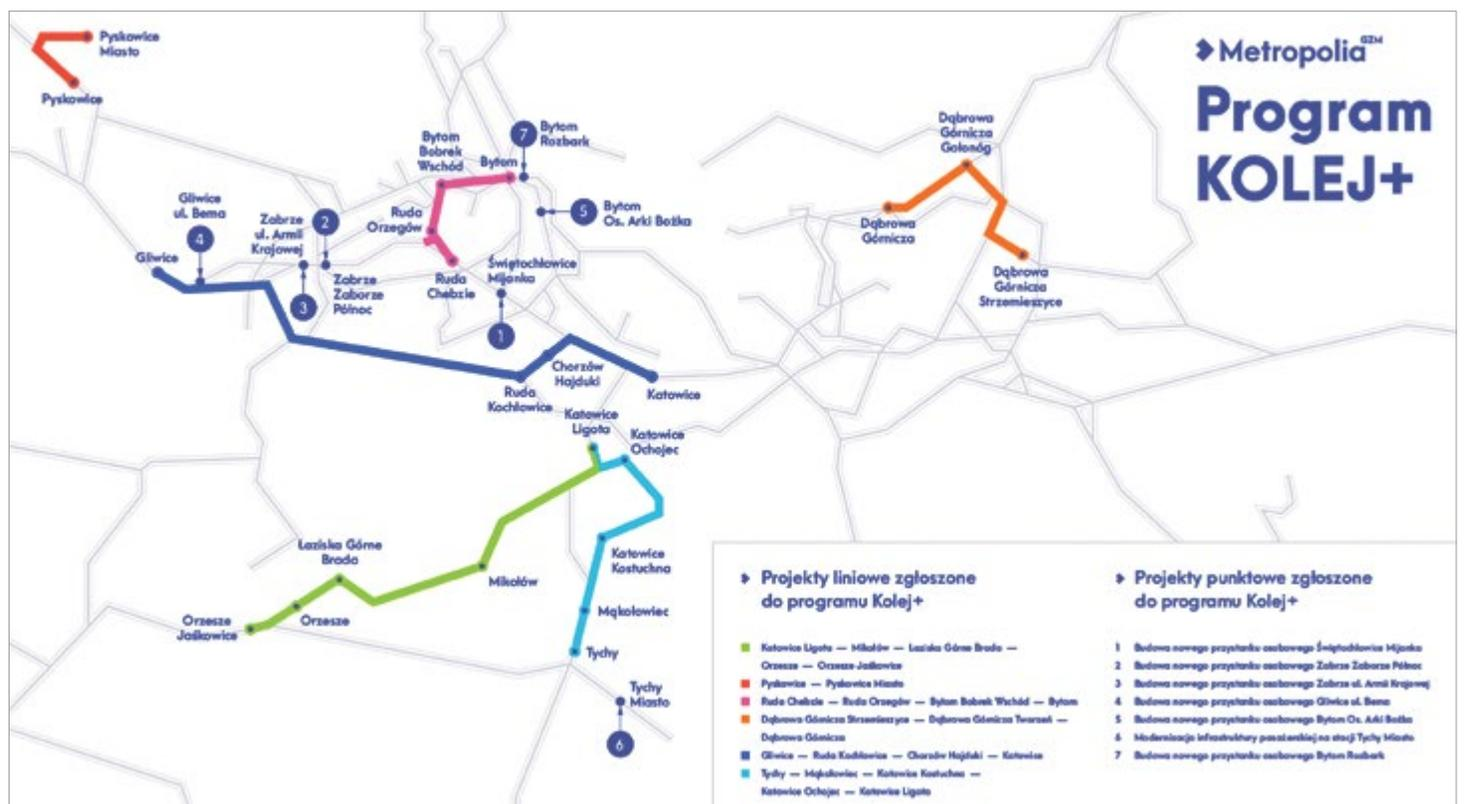 Pyskowice
Miasto
Pyskowice
Metropolia GZM
Program
KOLEJ+
Dąbrowa
Górnicza
Gołonóg
Dąbrowa
Górnicza
Dąbrowa
Górnicza
Strzemieszyce
7
Bytom
Rozbark
Bytom
Bobrek
Wschód
Bytom
5
Bytom
Os. Arki Bożka
Gliwice
ul. Bema
4
Gliwice
Zabrze
ul. Armii
Krajowej
2
3
Zabrze
Zaborze
Północ
Ruda
Orzegów
Ruda
Chebzie
Świętochłowice
Mijanka
1
Chorzów
Hajduki
Ruda
Kochłowice
Katowice
Katowice
Ligota
Katowice
Ochojec
Łaziska Górne
Brada
Mikołów
Orzesze
Jaśkowice
Orzesze
Katowice
Kostuchna
Mąkołowiec
Tychy
Tychy
Miasto
6
Projekty liniowe zgłoszone
do programu Kolej+
Katowice Ligota — Mikołów — Łaziska Górne Brada —
Orzesze — Orzesze Jaśkowice
Pyskowice — Pyskowice Miasto
Ruda Chebzie — Ruda Orzegów — Bytom Bobrek Wschód — Bytom
Dąbrowa Górnicza Strzemieszyce — Dąbrowa Górnicza Tworzeń —
Dąbrowa Górnicza
Gliwice — Ruda Kochłowice — Chorzów Hajduki — Katowice
Tychy — Mąkołowiec — Katowice Kostuchna —
Katowice Ochojec — Katowice Ligota
Projekty punktowe zgłoszone
do programu Kolej+
1 Budowa nowego przystanku osobowego Świętochłowice Mijanka
2 Budowa nowego przystanku osobowego Zabrze Zaborze Północ
3 Budowa nowego przystanku osobowego Zabrze ul. Armii Krajowej
4 Budowa nowego przystanku osobowego Gliwice ul. Bema
5 Budowa nowego przystanku osobowego Bytom Os. Arki Bożka
6 Modernizacja infrastruktury pasażerskiej na stacji Tychy Miasto
7 Budowa nowego przystanku osobowego Bytom Rozbark